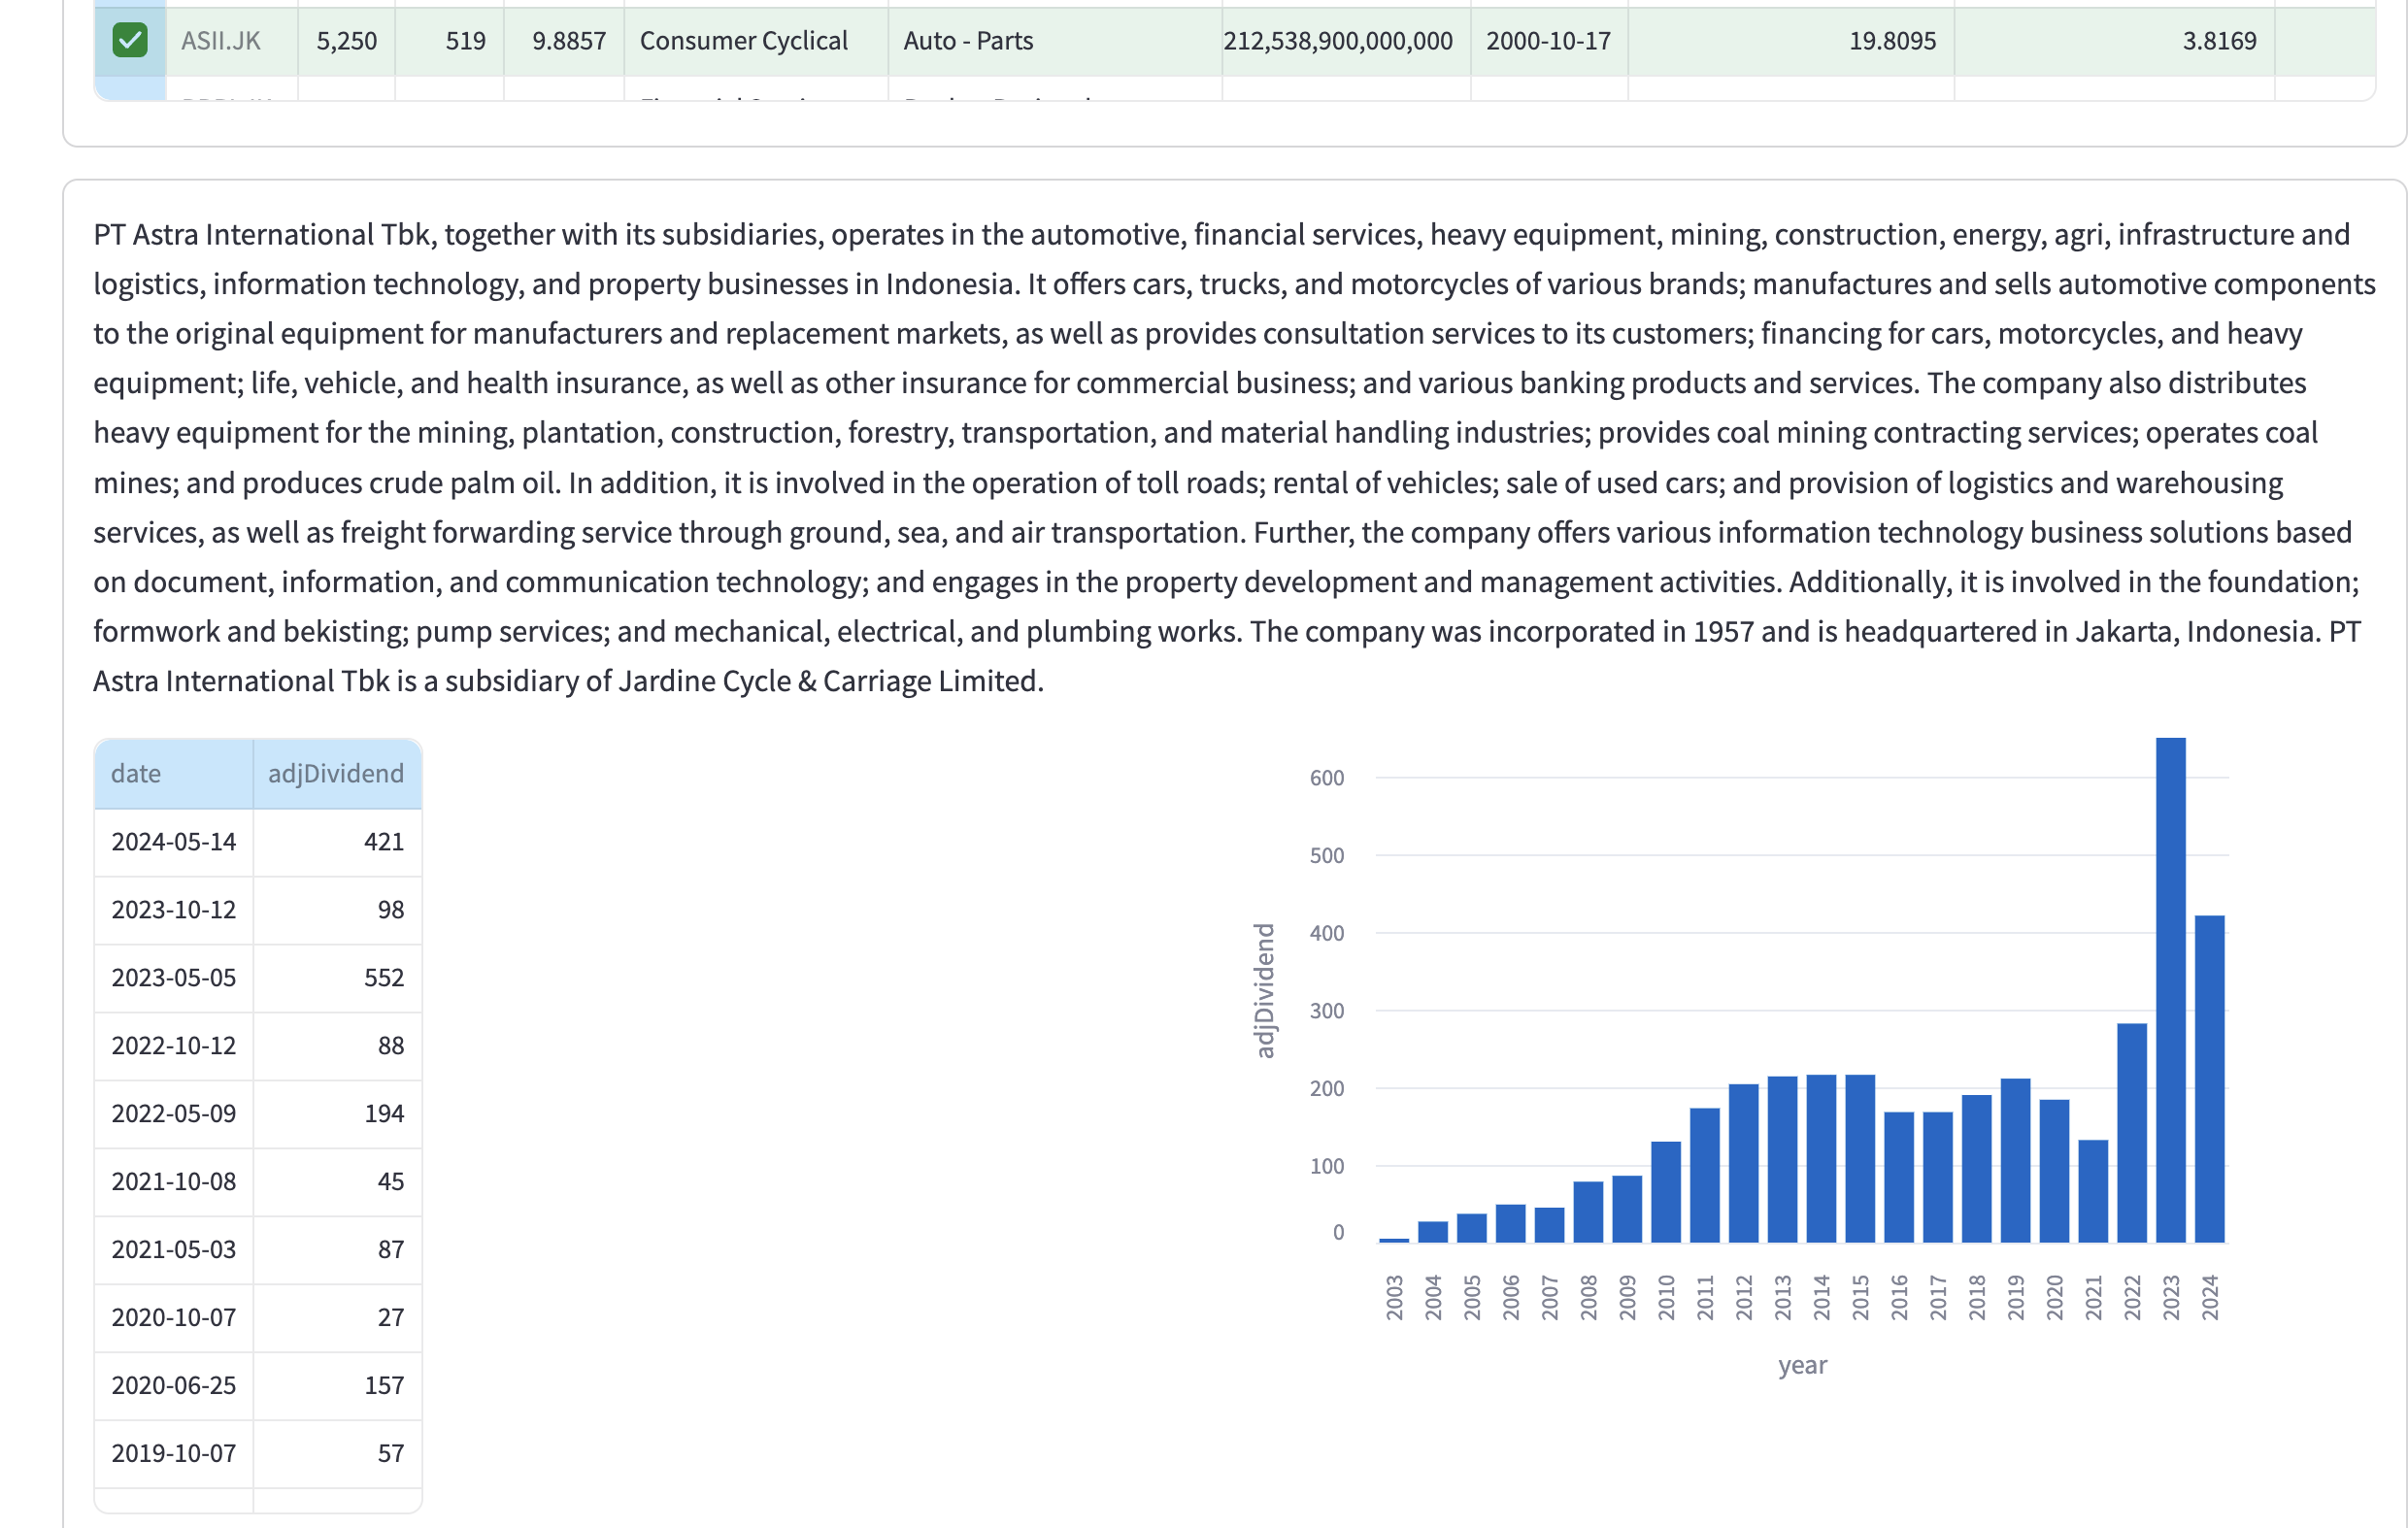 ASII.JK 5,250 519 9.8857 Consumer Cyclical Auto - Parts 212,538,900,000,000 2000-10-17 19.8095 3.8169
PT Astra International Tbk, together with its subsidiaries, operates in the automotive, financial services, heavy equipment, mining, construction, energy, agri, infrastructure and
logistics, information technology, and property businesses in Indonesia. It offers cars, trucks, and motorcycles of various brands; manufactures and sells automotive components
to the original equipment for manufacturers and replacement markets, as well as provides consultation services to its customers; financing for cars, motorcycles, and heavy
equipment; life, vehicle, and health insurance, as well as other insurance for commercial business; and various banking products and services. The company also distributes
heavy equipment for the mining, plantation, construction, forestry, transportation, and material handling industries; provides coal mining contracting services; operates coal
mines; and produces crude palm oil. In addition, it is involved in the operation of toll roads; rental of vehicles; sale of used cars; and provision of logistics and warehousing
services, as well as freight forwarding service through ground, sea, and air transportation. Further, the company offers various information technology business solutions based
on document, information, and communication technology; and engages in the property development and management activities. Additionally, it is involved in the foundation;
formwork and bekisting; pump services; and mechanical, electrical, and plumbing works. The company was incorporated in 1957 and is headquartered in Jakarta, Indonesia. PT
Astra International Tbk is a subsidiary of Jardine Cycle & Carriage Limited.
date adjDividend
2024-05-14 421
2023-10-12 98
2023-05-05 552
2022-10-12 88
2022-05-09 194
2021-10-08 45
2021-05-03 87
2020-10-07 27
2020-06-25 157
2019-10-07 57
adjDividend
600
500
400
300
200
100
0
2003 2004 2005 2006 2007 2008 2009 2010 2011 2012 2013 2014 2015 2016 2017 2018 2019 2020 2021 2022 2023 2024
year